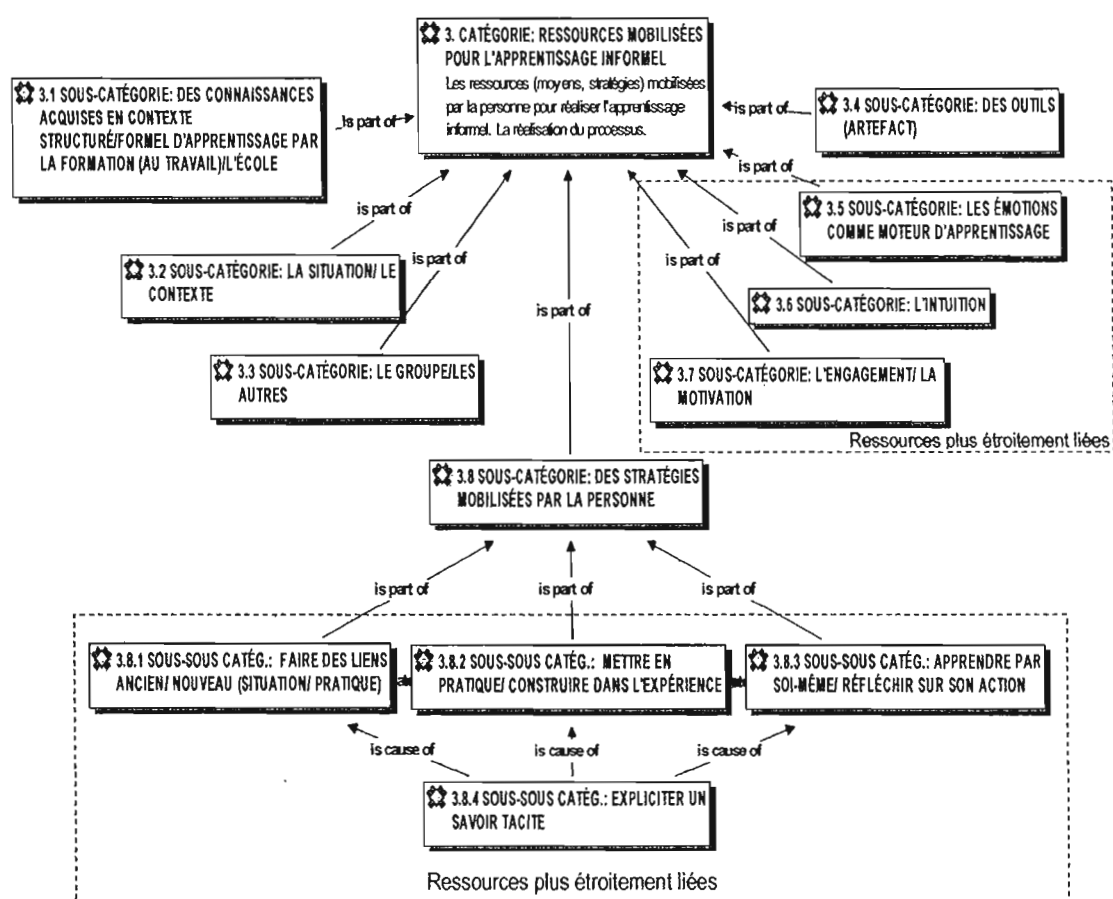 3. CATÉGORIE: RESSOURCES MOBILISÉES
POUR L'APPRENTISSAGE INFORMEL
Les ressources (moyens, stratégies) mobilisées
par la personne pour réaliser l'apprentissage
informel. La réalisation du processus.
3.1 SOUS-CATÉGORIE: DES CONNAISSANCES
ACQUISES EN CONTEXTE
STRUCTURÉ/FORMEL D'APPRENTISSAGE PAR
LA FORMATION (AU TRAVAIL)/L'ÉCOLE
is part of
is part of
3.4 SOUS-CATÉGORIE: DES OUTILS
(ARTEFACT)
is part of
3.5 SOUS-CATÉGORIE: LES ÉMOTIONS
COMME MOTEUR D'APPRENTISSAGE
is part of
is part of
3.2 SOUS-CATÉGORIE: LA SITUATION/ LE
CONTEXTE
is part of
is part of
is part of
3.6 SOUS-CATÉGORIE: L'INTUITION
is part of
3.3 SOUS-CATÉGORIE: LE GROUPE/LES
AUTRES
3.7 SOUS-CATÉGORIE: L'ENGAGEMENT/ LA
MOTIVATION
Ressources plus étroitement liées
3.8 SOUS-CATÉGORIE: DES STRATÉGIES
MOBILISÉES PAR LA PERSONNE
is part of
is part of
is part of
3.8.1 SOUS-SOUS CATÉG.: FAIRE DES LIENS
ANCIEN/ NOUVEAU (SITUATION/ PRATIQUE)
3.8.2 SOUS-SOUS CATÉG.: METTRE EN
PRATIQUE/ CONSTRUIRE DANS L'EXPÉRIENCE
3.8.3 SOUS-SOUS CATÉG.: APPRENDRE PAR
SOI-MÊME/ RÉFLÉCHIR SUR SON ACTION
is cause of
is cause of
is cause of
3.8.4 SOUS-SOUS CATÉG.: EXPLICITER UN
SAVOIR TACITE
Ressources plus étroitement liées